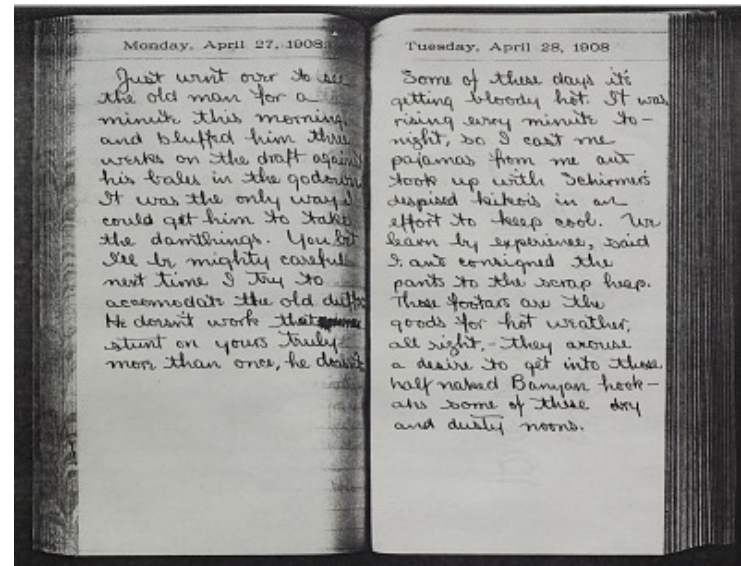 Monday, April 27, 1908.
Just went over to see
the old man for a
minute this morning,
and bluffed him three
weeks on the draft against
his bales in the godown
It was the only way I
could get him to take
the damthings. You bet
I'll be mighty careful
next time I try to
accomodate the old duffer
He doesn't work that
stunt on yours truly
more than once, he doesn't
Tuesday, April 28, 1908
Some of these days its
getting bloody hot. It was
rising every minute to-
night, so I cast me
pajamas from me and
took up with Schirmer's
despised kikois in an
effort to keep cool. We
learn by experience, said
I and consigned the
pants to the scrap heap.
Those footars are the
goods for hot weather,
all right,- they arouse
a desire to get into those
half naked Banyan hook-
ahs some of these dry
and dusty noons.